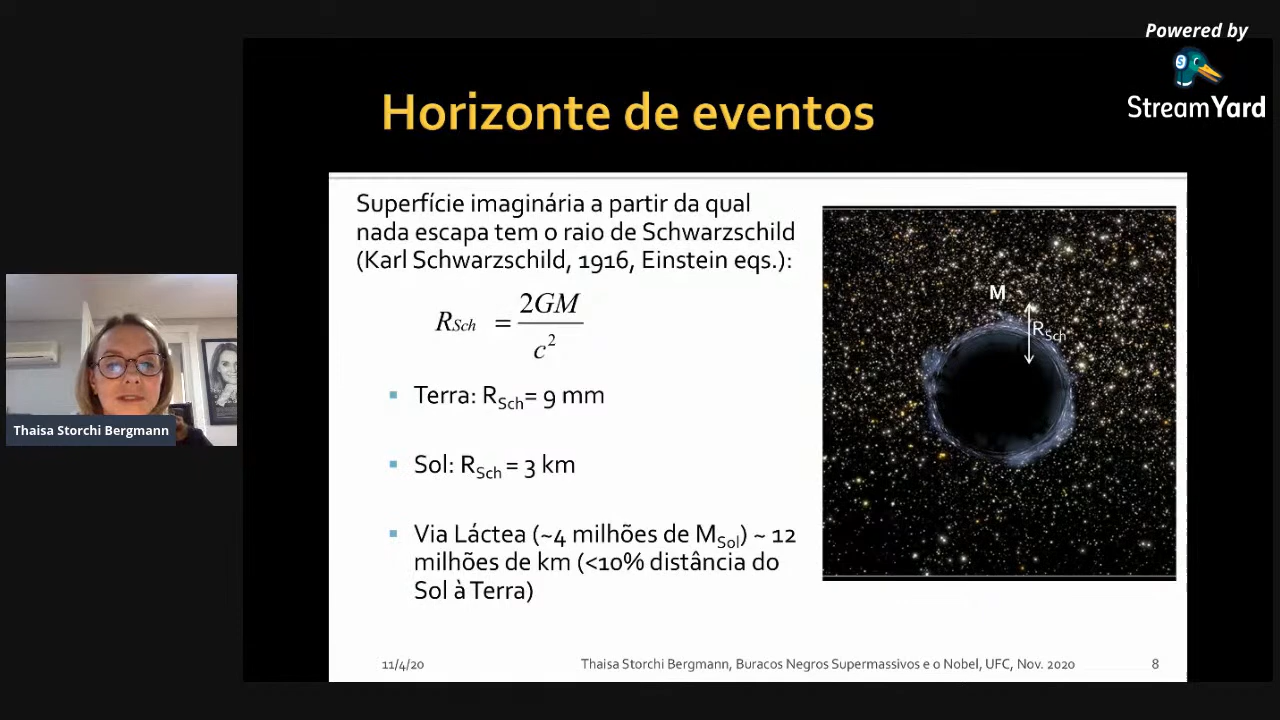 Powered by
StreamYard
Horizonte de eventos
Superfície imaginária a partir da qual
nada escapa tem o raio de Schwarzschild
(Karl Schwarzschild, 1916, Einstein eqs.):
R_Sch = 2GM / c²
▪ Terra: R_Sch= 9 mm
▪ Sol: R_Sch = 3 km
▪ Via Láctea (~4 milhões de M_Sol) ~ 12
milhões de km (<10% distância do
Sol à Terra)
M
R_Sch
Thaisa Storchi Bergmann
11/4/20
Thaisa Storchi Bergmann, Buracos Negros Supermassivos e o Nobel, UFC, Nov. 2020
8